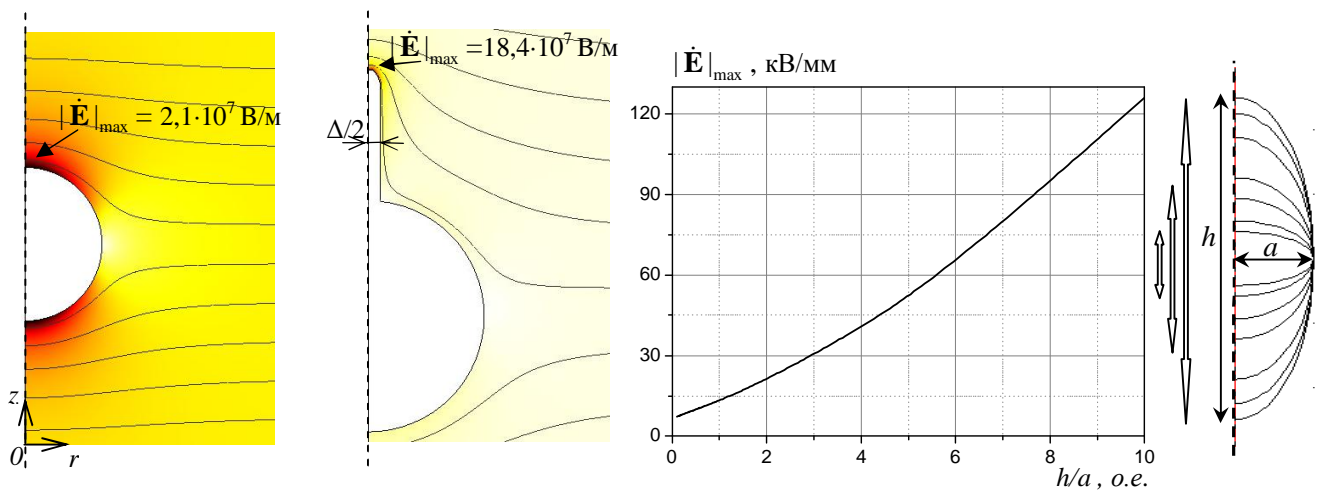 |Ė|max = 2,1·10⁷ В/м
z
0
r
|Ė|max =18,4·10⁷ В/м
Δ/2
|Ė|max , кВ/мм
120
90
60
30
0
0 2 4 6 8 10
h/a , о.е.
h
a